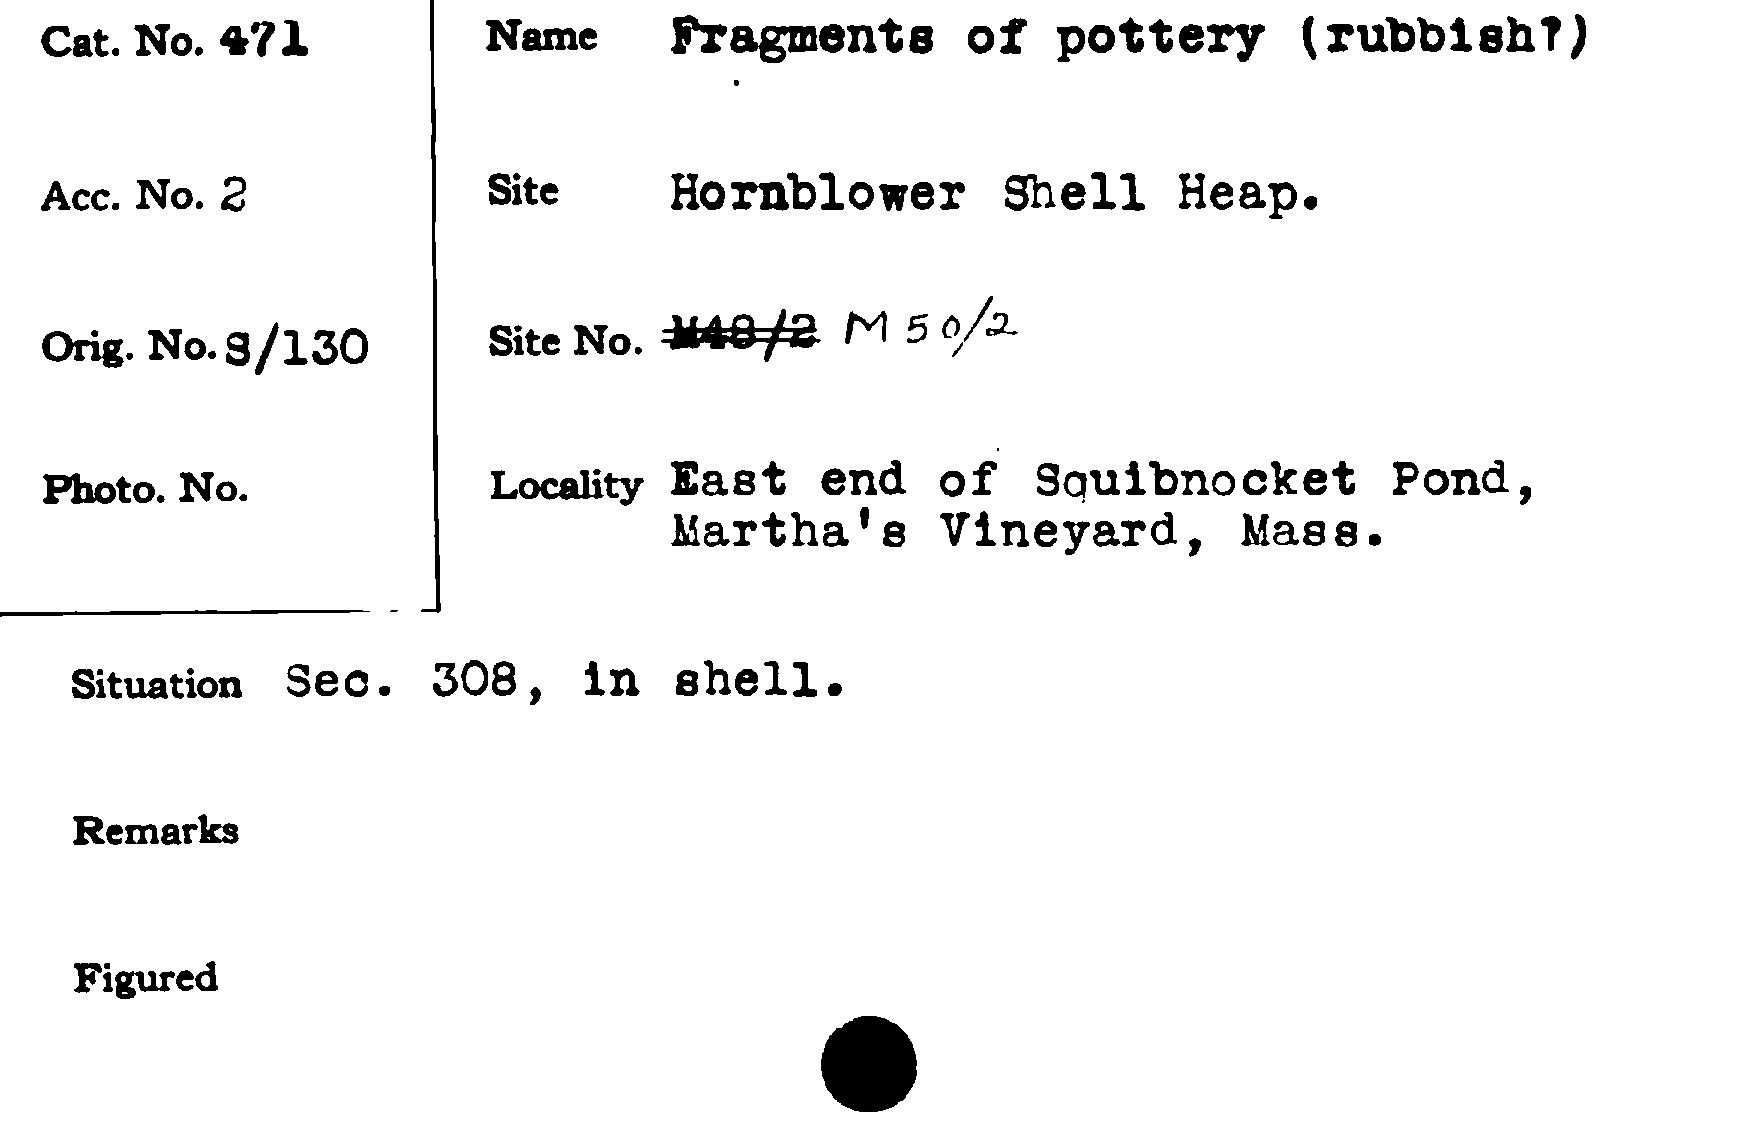 Cat. No. 471
Name Fragments of pottery (rubbish?)
Acc. No. 2
Site Hornblower Shell Heap.
Orig. No. S/130
Site No. M48/2 M50/2
Photo. No.
Locality East end of Squibnocket Pond,
Martha's Vineyard, Mass.
Situation Sec. 308, in shell.
Remarks
Figured